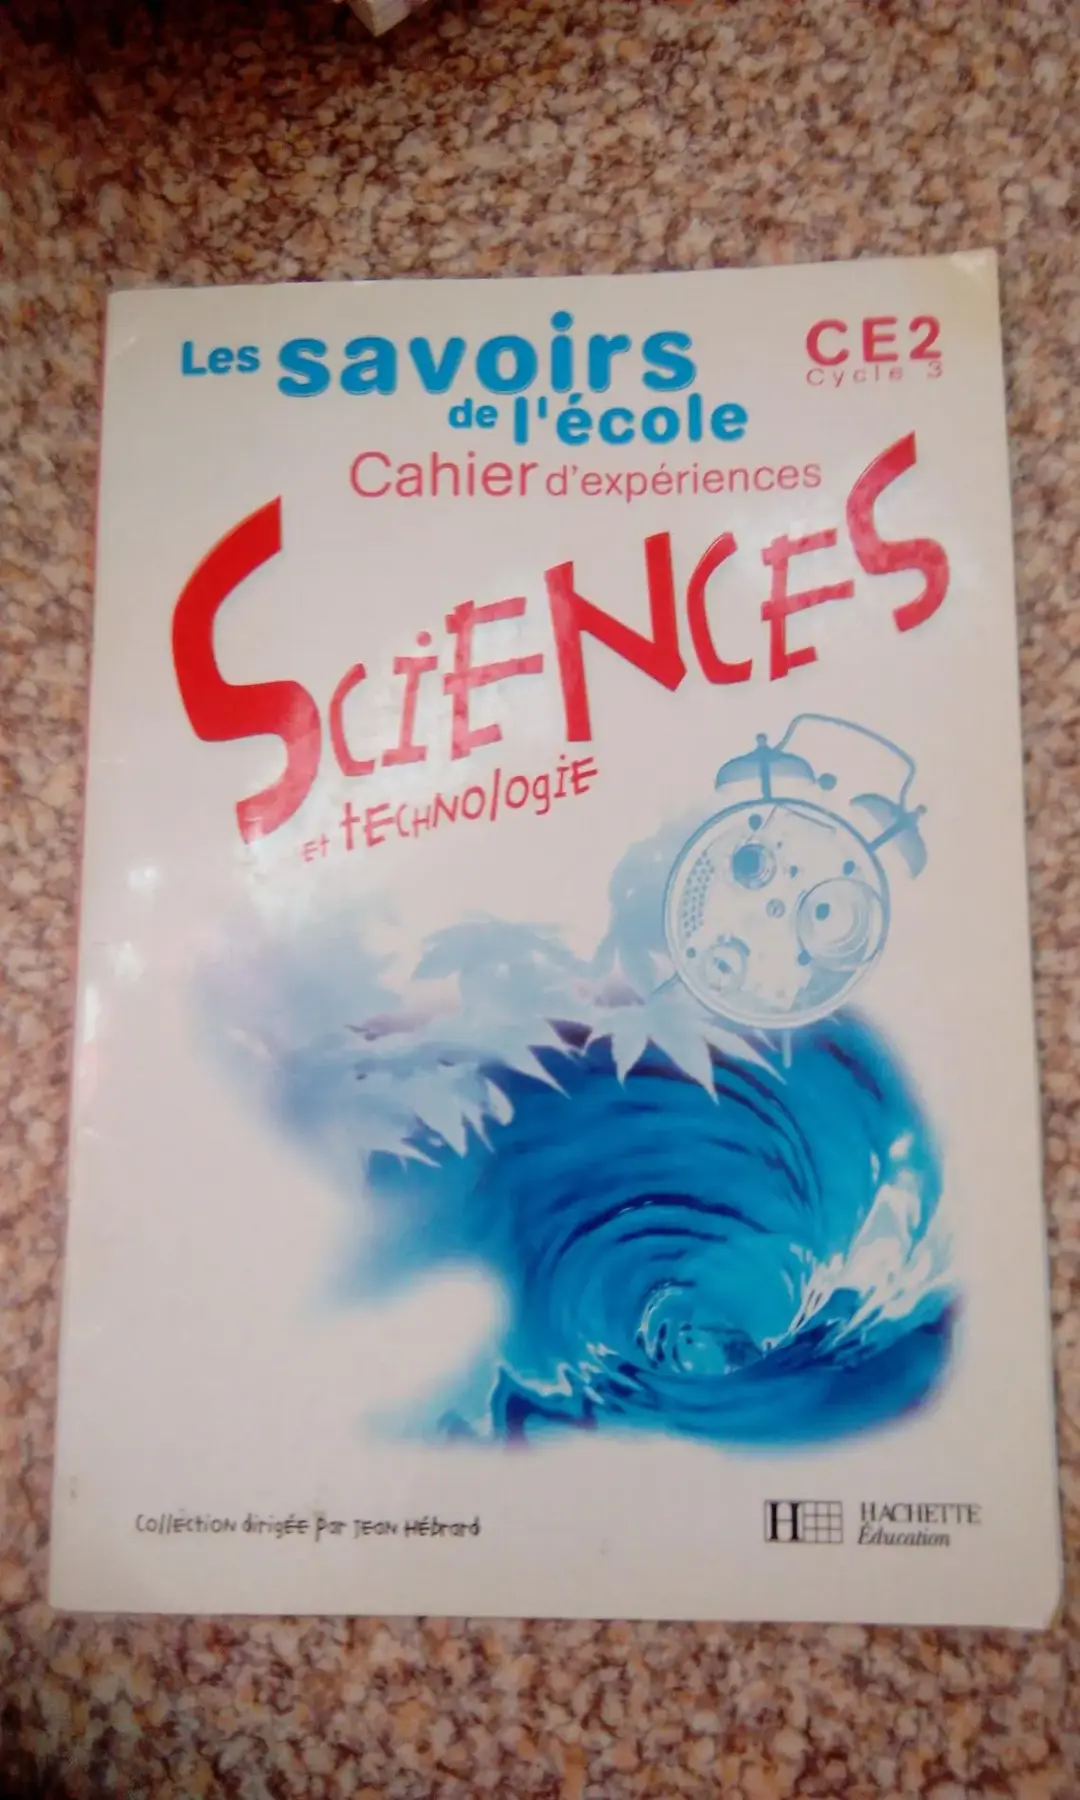 Les savoirs
de l'école
CE2
Cycle 3
Cahier d'expériences
SCiENCES
et tECHNOlOgiE
CollEction dirigÉE par JEAN HÉbrard
H HACHETTE
Éducation